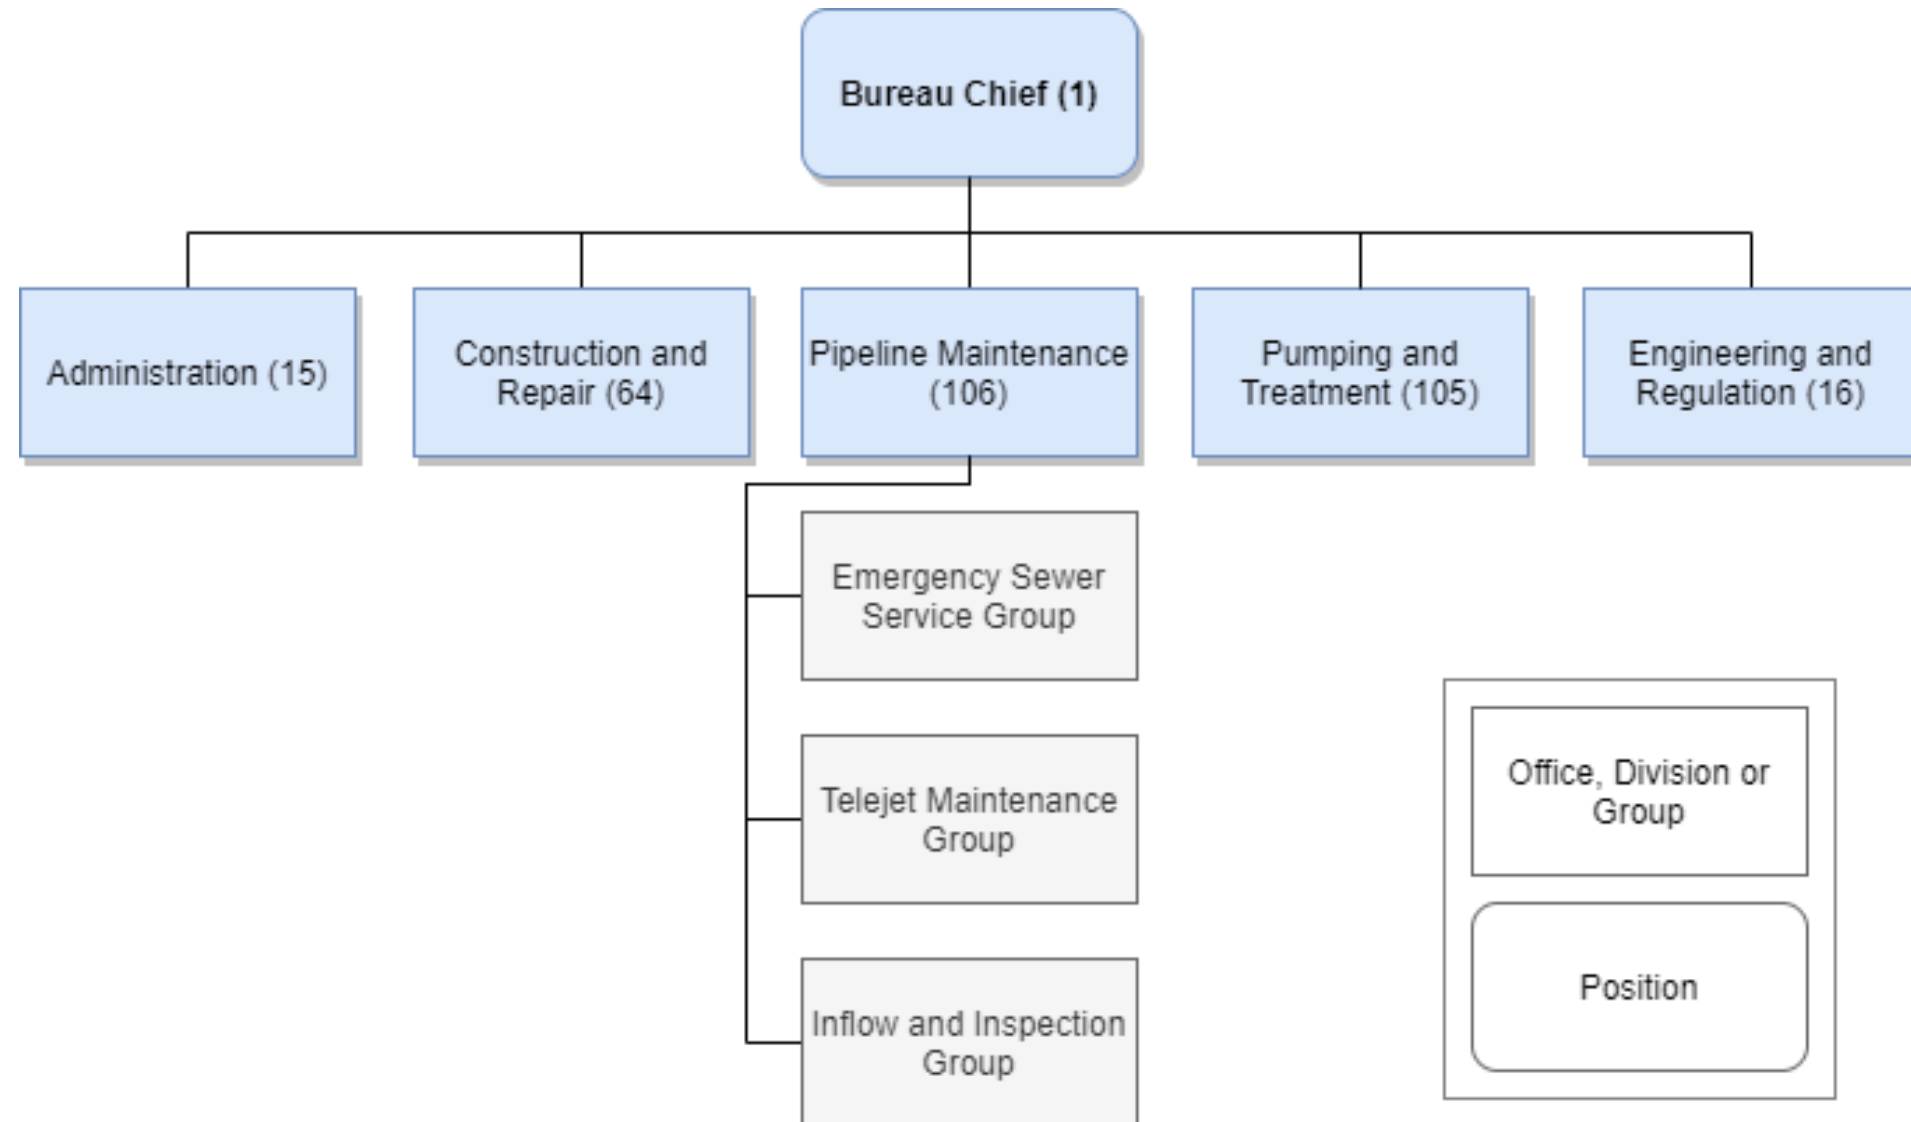 Bureau Chief (1)
Administration (15)
Construction and
Repair (64)
Pipeline Maintenance
(106)
Pumping and
Treatment (105)
Engineering and
Regulation (16)
Emergency Sewer
Service Group
Telejet Maintenance
Group
Inflow and Inspection
Group
Office, Division or
Group
Position